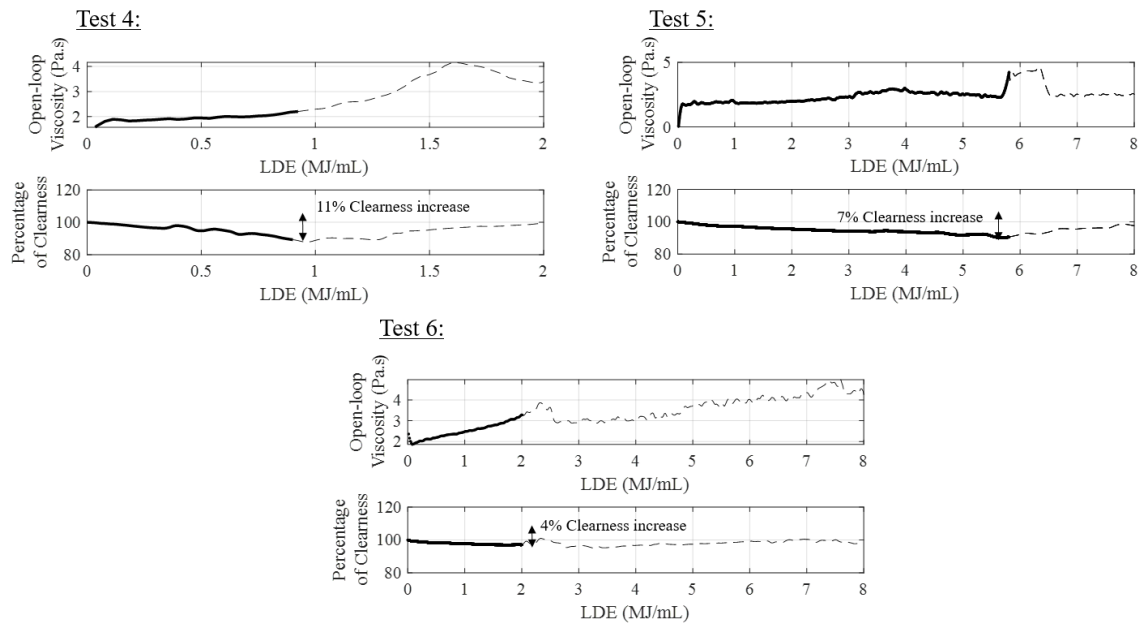 Test 4:
Open-loop
Viscosity (Pa.s)
4
3
2
0
0.5
1
1.5
2
LDE (MJ/mL)
Percentage
of Clearness
120
100
80
11% Clearness increase
0
0.5
1
1.5
2
LDE (MJ/mL)
Test 5:
Open-loop
Viscosity (Pa.s)
5
0
0
1
2
3
4
5
6
7
8
LDE (MJ/mL)
Percentage
of Clearness
120
100
80
7% Clearness increase
0
1
2
3
4
5
6
7
8
LDE (MJ/mL)
Test 6:
Open-loop
Viscosity (Pa.s)
4
3
2
0
1
2
3
4
5
6
7
8
LDE (MJ/mL)
Percentage
of Clearness
120
100
80
4% Clearness increase
0
1
2
3
4
5
6
7
8
LDE (MJ/mL)